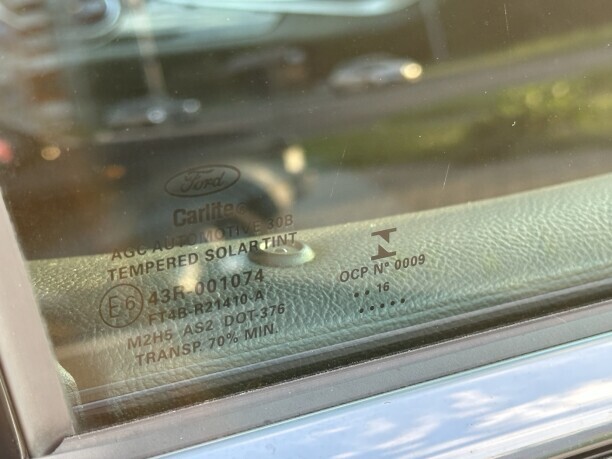 Ford
Carlite®
AGC AUTOMOTIVE 30B
TEMPERED SOLAR TINT
E6 43R-001074
FT4B-R21410-A
M2H5 AS2 DOT-376
TRANSP. 70% MIN.
OCP Nº 0009
16